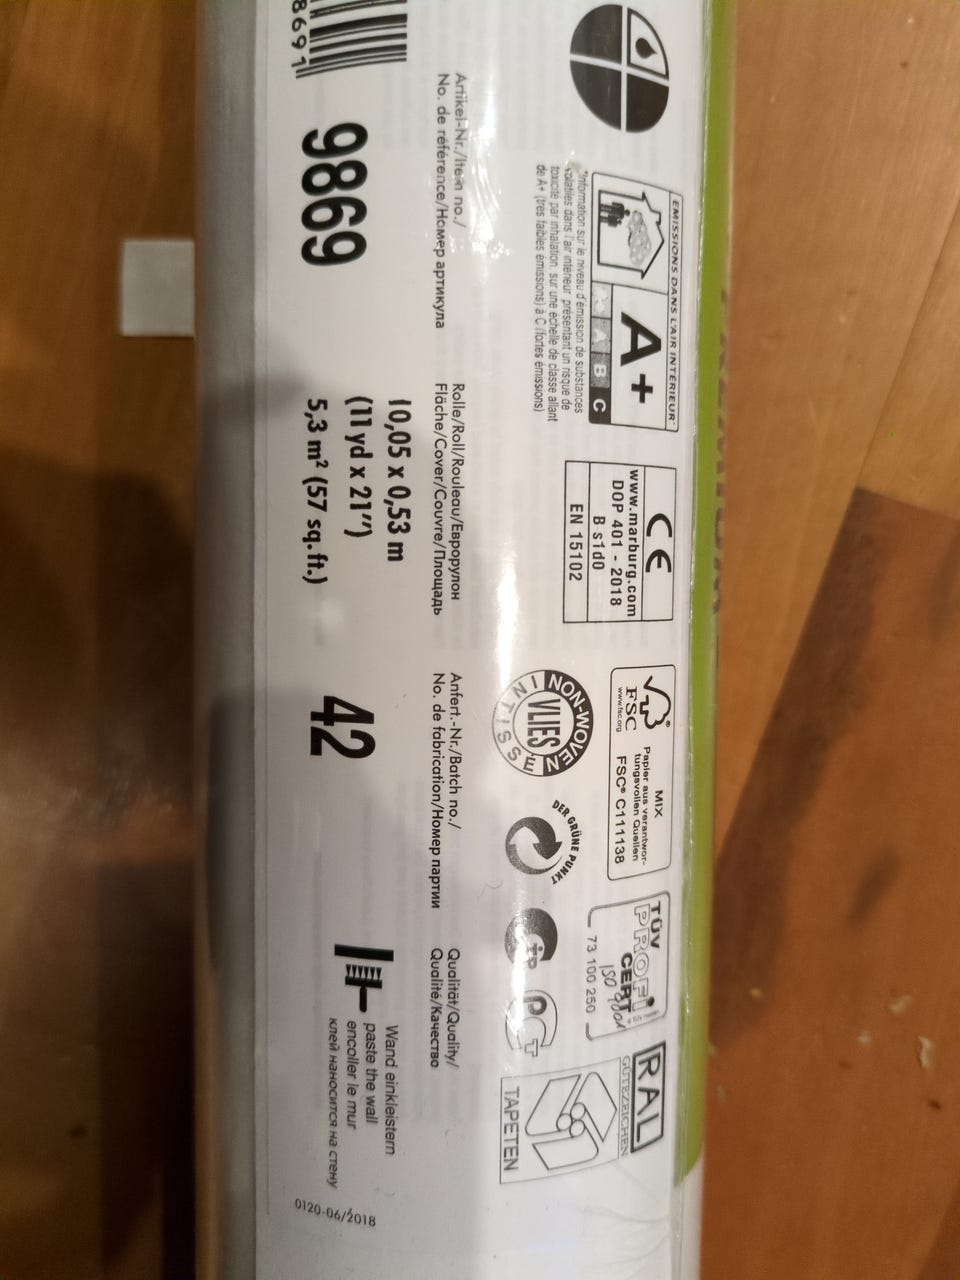 EMISSIONS DANS L'AIR INTÉRIEUR*
A+
B C
*Information sur le niveau d'émission de substances
volatiles dans l'air intérieur, présentant un risque de
toxicité par inhalation, sur une échelle de classe allant
de A+ (très faibles émissions) à C (fortes émissions)
CE
www.marburg.com
DOP 401 - 2018
B s1d0
EN 15102
FSC
www.fsc.org
MIX
Papier aus verantwor-
tungsvollen Quellen
FSC® C111138
NON-WOVEN
VLIES
INTISSÉ
DER GRÜNE PUNKT
TÜV
PROFi
CERT
ISO 9001
73 100 250
RAL
GÜTEZEICHEN
TAPETEN
Artikel-Nr./Item no./
No. de référence/Номер артикула
9869
Rolle/Roll/Rouleau/Еврорулон
Fläche/Cover/Couvre/Площадь
10,05 x 0,53 m
(11 yd x 21″)
5,3 m² (57 sq.ft.)
Anfert.-Nr./Batch no./
No. de fabrication/Номер партии
42
Qualität/Quality/
Qualité/Качество
Wand einkleistern
paste the wall
encoller le mur
клей наносится на стену
0120-06/2018